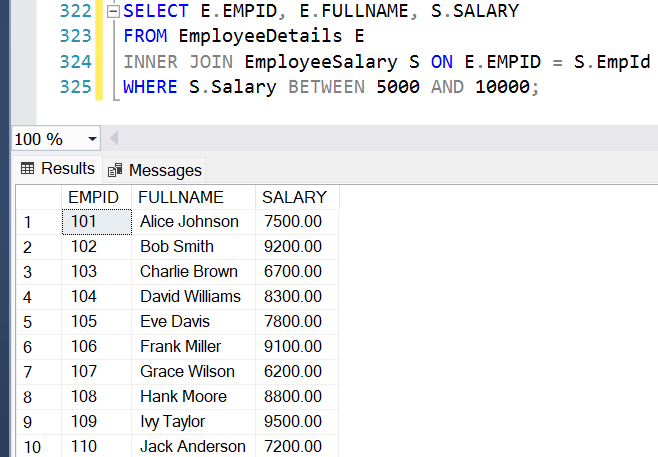 322 SELECT E.EMPID, E.FULLNAME, S.SALARY
323 FROM EmployeeDetails E
324 INNER JOIN EmployeeSalary S ON E.EMPID = S.EmpId
325 WHERE S.Salary BETWEEN 5000 AND 10000;
100 %
Results Messages
EMPID FULLNAME SALARY
1 101 Alice Johnson 7500.00
2 102 Bob Smith 9200.00
3 103 Charlie Brown 6700.00
4 104 David Williams 8300.00
5 105 Eve Davis 7800.00
6 106 Frank Miller 9100.00
7 107 Grace Wilson 6200.00
8 108 Hank Moore 8800.00
9 109 Ivy Taylor 9500.00
10 110 Jack Anderson 7200.00